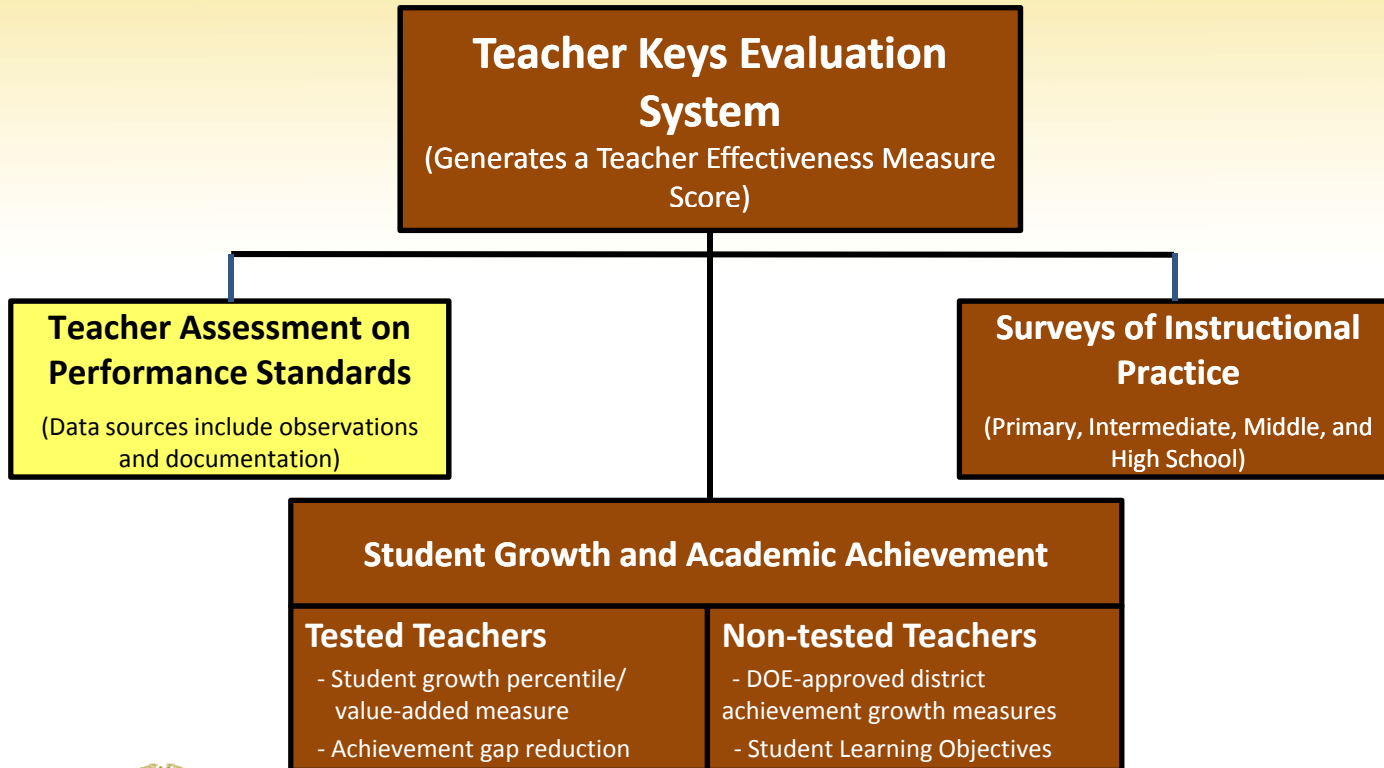 Teacher Keys Evaluation
System
(Generates a Teacher Effectiveness Measure
Score)
Teacher Assessment on
Performance Standards
(Data sources include observations
and documentation)
Surveys of Instructional
Practice
(Primary, Intermediate, Middle, and
High School)
Student Growth and Academic Achievement
Tested Teachers
- Student growth percentile/
value-added measure
- Achievement gap reduction
Non-tested Teachers
- DOE-approved district
achievement growth measures
- Student Learning Objectives